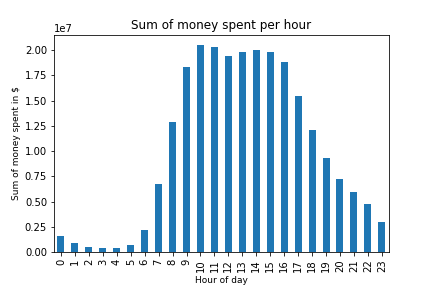 Sum of money spent per hour
1e7
2.00
1.75
1.50
1.25
1.00
0.75
0.50
0.25
0.00
Sum of money spent in $
0 1 2 3 4 5 6 7 8 9 10 11 12 13 14 15 16 17 18 19 20 21 22 23
Hour of day